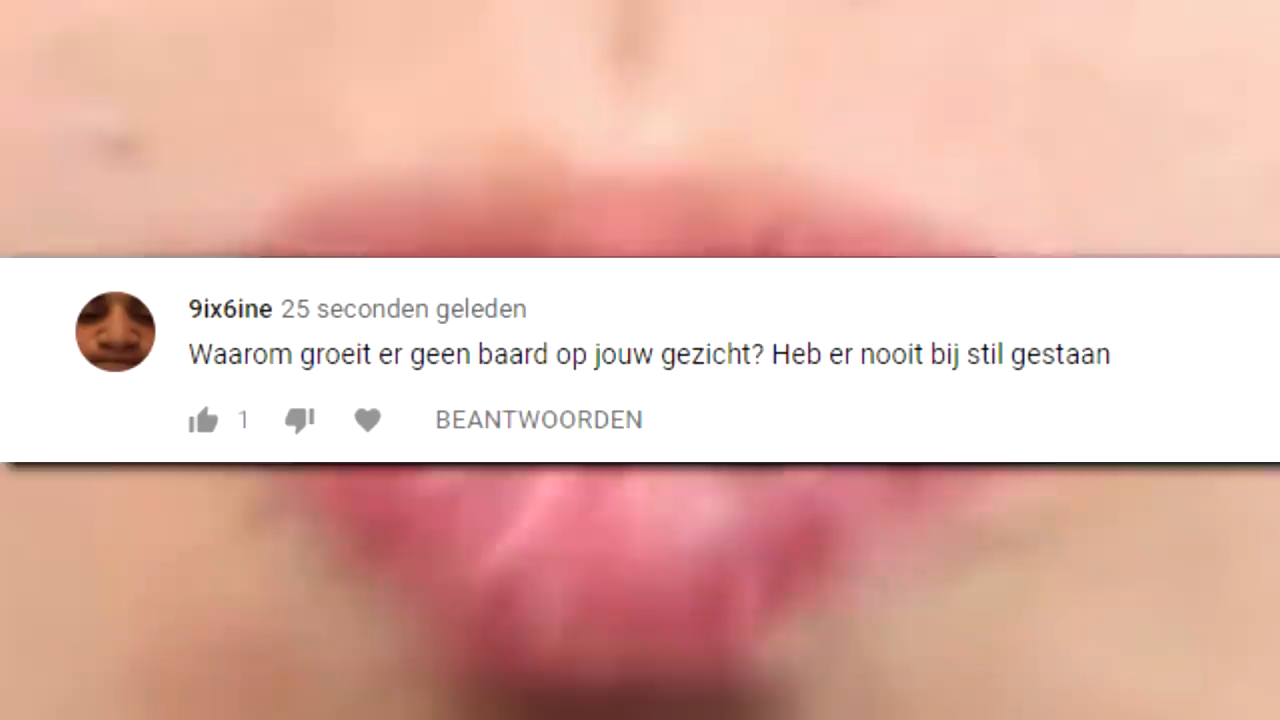 9ix6ine 25 seconden geleden
Waarom groeit er geen baard op jouw gezicht? Heb er nooit bij stil gestaan
1 BEANTWOORDEN